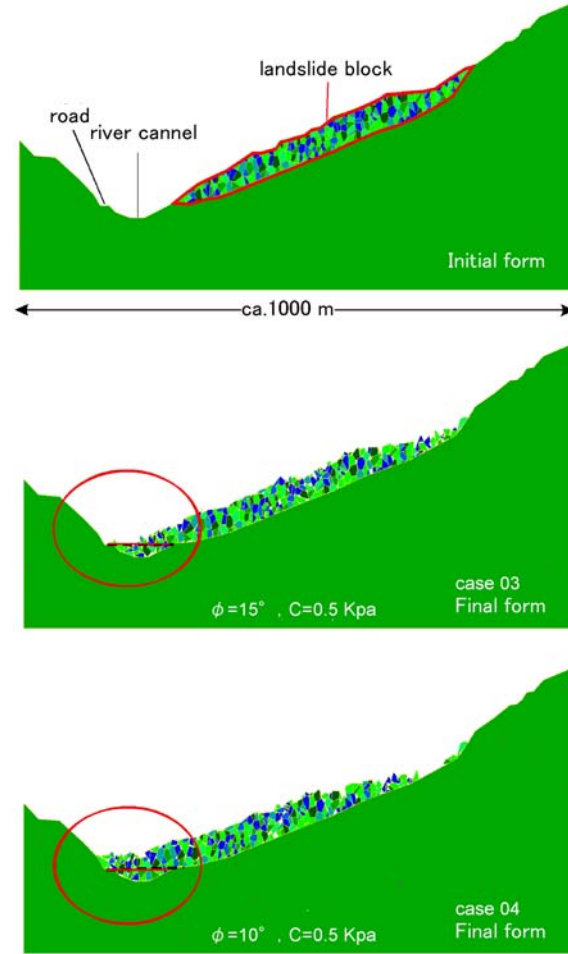 landslide block
road
river cannel
Initial form
ca.1000 m
case 03
Final form
ϕ=15° , C=0.5 Kpa
case 04
Final form
ϕ=10° , C=0.5 Kpa